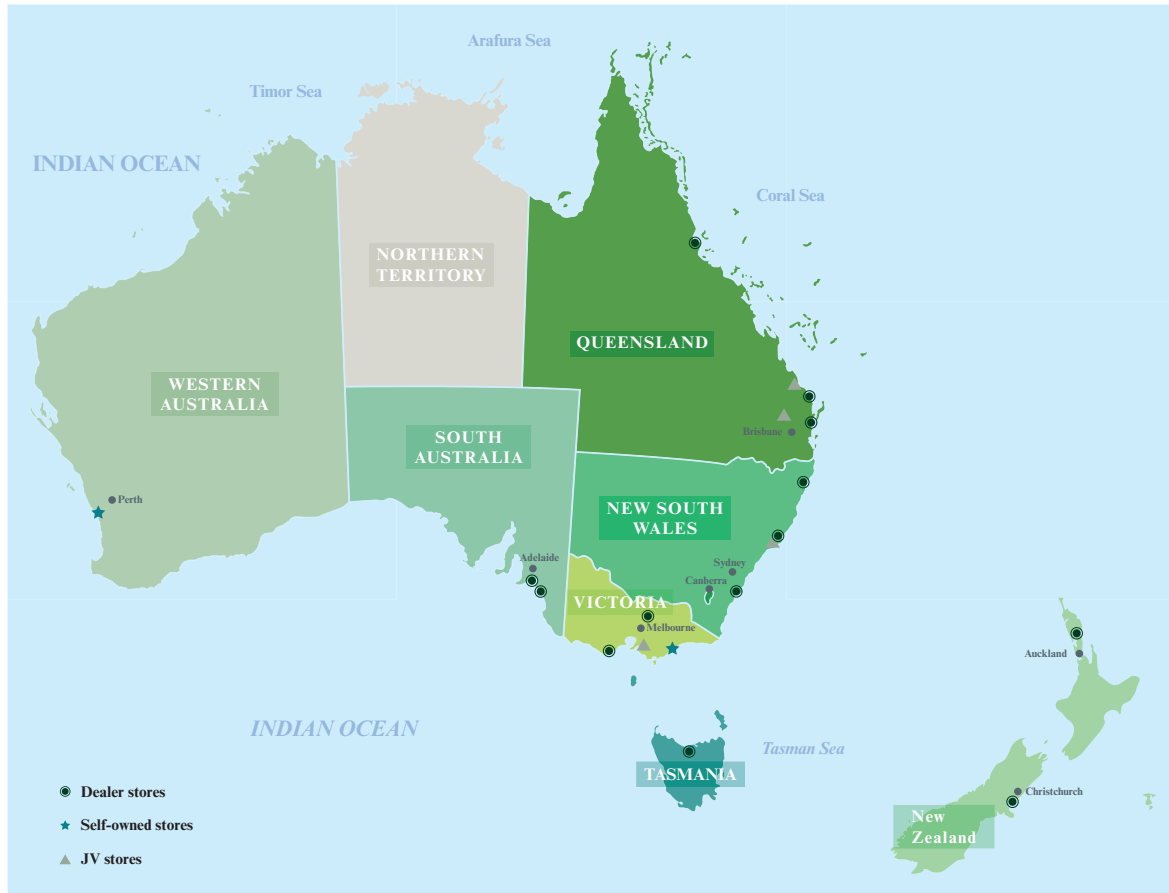 Arafura Sea
Timor Sea
INDIAN OCEAN
Coral Sea
NORTHERN
TERRITORY
QUEENSLAND
WESTERN
AUSTRALIA
SOUTH
AUSTRALIA
Brisbune
Perth
NEW SOUTH
WALES
Adelaide
Sydney
Canberra
VICTORIA
Melbourne
Auckland
INDIAN OCEAN
Tasman Sea
TASMANIA
Christchurch
New
Zealand
Dealer stores
Self-owned stores
JV stores